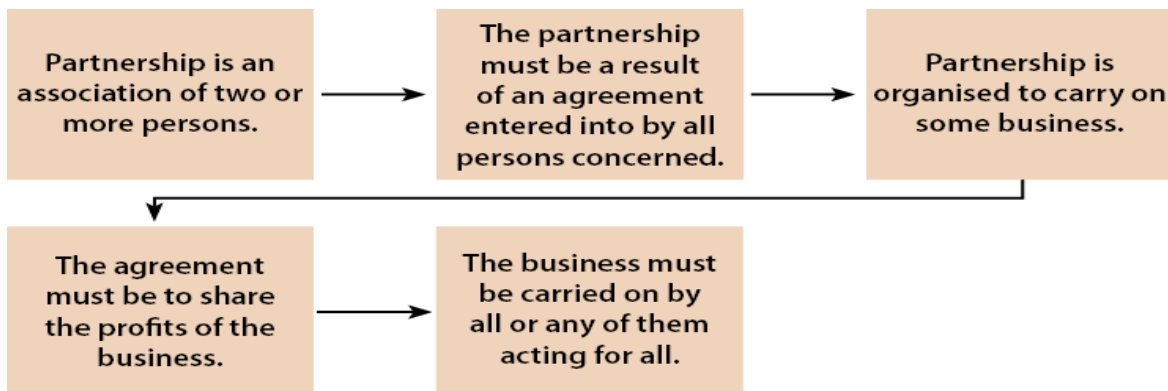 Partnership is an
association of two or
more persons.
The partnership
must be a result
of an agreement
entered into by all
persons concerned.
Partnership is
organised to carry on
some business.
The agreement
must be to share
the profits of the
business.
The business must
be carried on by
all or any of them
acting for all.